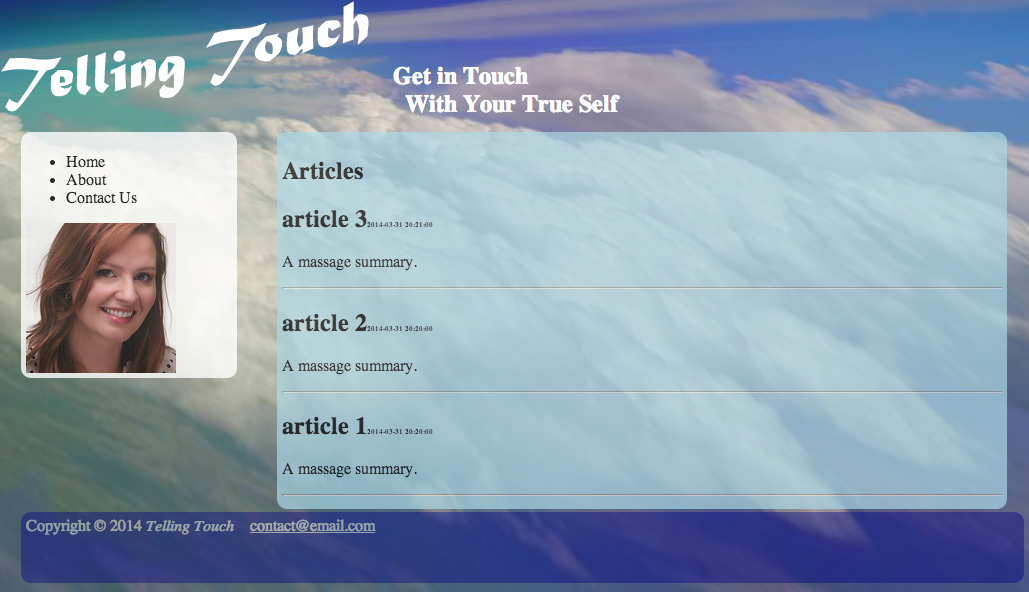 Telling Touch
Get in Touch
With Your True Self
Home
About
Contact Us
Articles
article 3 2014-03-31 20:21:00
A massage summary.
article 2 2014-03-31 20:20:00
A massage summary.
article 1 2014-03-31 20:20:00
A massage summary.
Copyright © 2014 Telling Touch contact@email.com